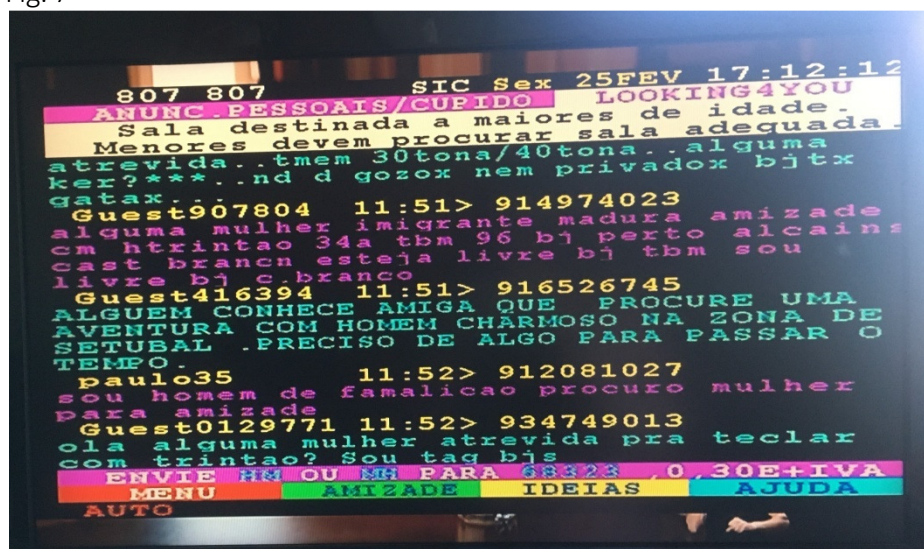 807 807 SIC Sex 25FEV 17:12:12
ANUNC.PESSOAIS/CUPIDO LOOKING4YOU
Sala destinada a maiores de idade.
Menores devem procurar sala adequada.
atrevida..tmem 30tona/40tona..alguma
ker?***..nd d gozox nem privadox bjtx
gatax...
Guest907804 11:51> 914974023
alguma mulher imigrante madura amizade
cm htrintao 34a tbm 96 bj perto alcains
cast brancn esteja livre bj tbm sou
livre bj c.branco
Guest416394 11:51> 916526745
ALGUEM CONHECE AMIGA QUE PROCURE UMA
AVENTURA COM HOMEM CHARMOSO NA ZONA DE
SETUBAL .PRECISO DE ALGO PARA PASSAR O
TEMPO.
paulo35 11:52> 912081027
sou homem de famalicao procuro mulher
para amizade
Guest0129771 11:52> 934749013
ola alguma mulher atrevida pra teclar
com trintao? Sou tag bjs
ENVIE HM OU MH PARA 68323 ,0,30E+IVA
MENU AMIZADE IDEIAS AJUDA
AUTO